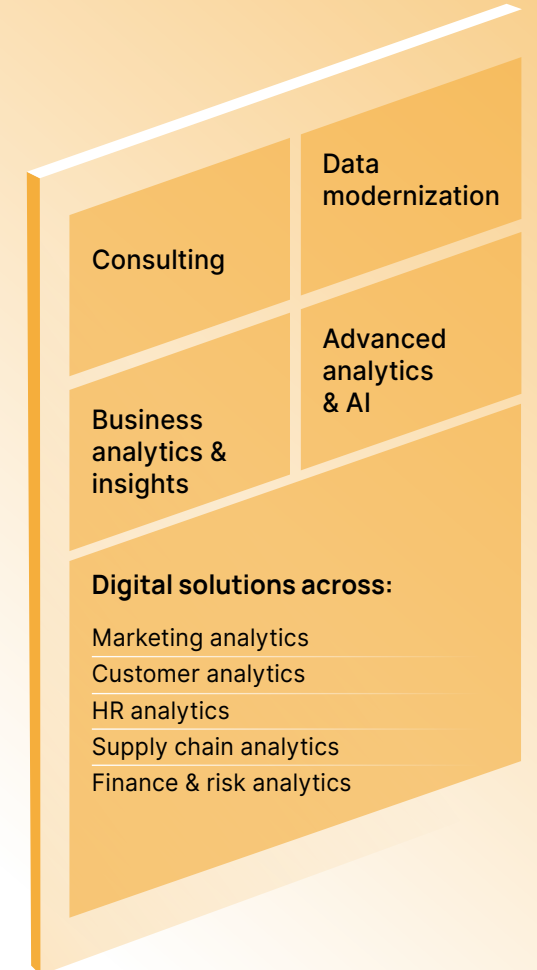 Consulting
Data
modernization
Business
analytics &
insights
Advanced
analytics
& AI
Digital solutions across:
Marketing analytics
Customer analytics
HR analytics
Supply chain analytics
Finance & risk analytics